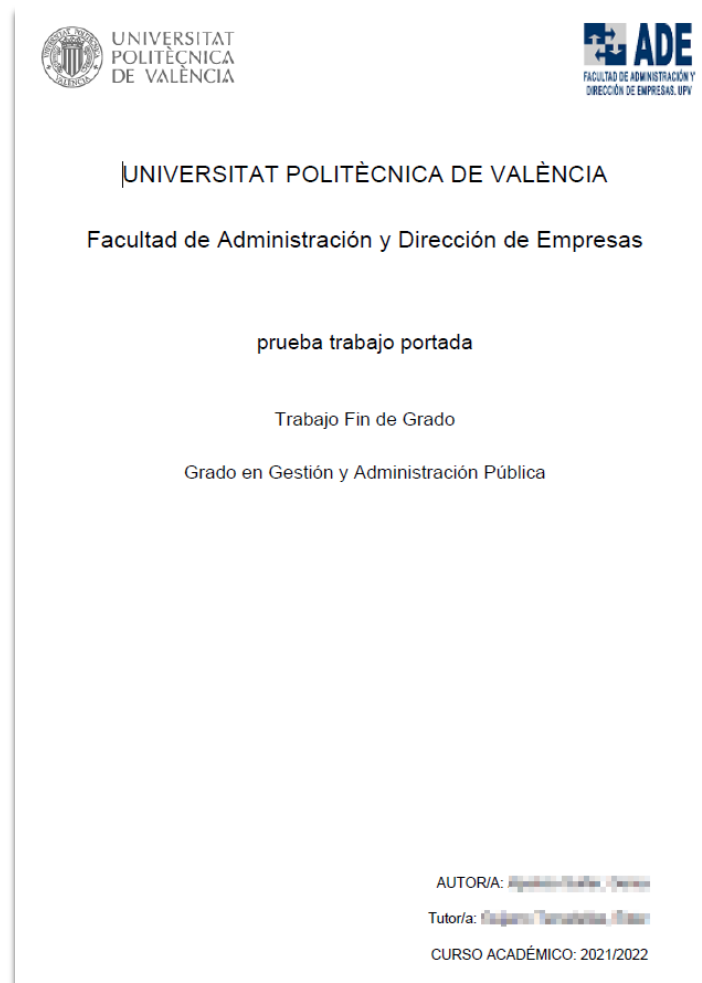 UNIVERSITAT
POLITÈCNICA
DE VALÈNCIA
ADE
FACULTAD DE ADMINISTRACIÓN Y
DIRECCIÓN DE EMPRESAS. UPV
UNIVERSITAT POLITÈCNICA DE VALÈNCIA
Facultad de Administración y Dirección de Empresas
prueba trabajo portada
Trabajo Fin de Grado
Grado en Gestión y Administración Pública
AUTOR/A:
Tutor/a:
CURSO ACADÉMICO: 2021/2022